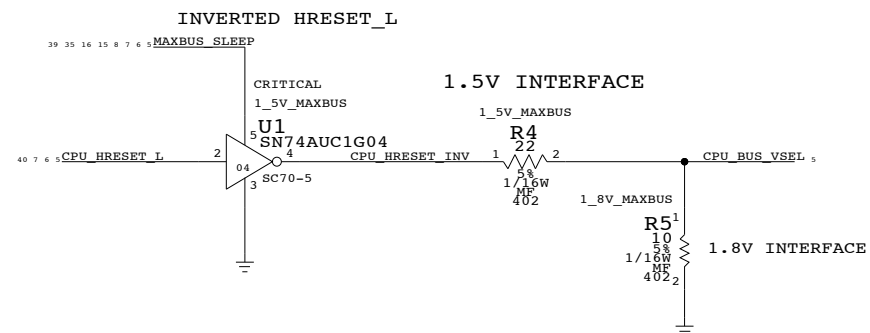 INVERTED HRESET_L
39 35 16 15 8 7 6 5 MAXBUS_SLEEP
CRITICAL
1_5V_MAXBUS
1.5V INTERFACE
1_5V_MAXBUS
5 U1
SN74AUC1G04
R4
22
40 7 6 5 CPU_HRESET_L
2
4
CPU_HRESET_INV
1
2
CPU_BUS_VSEL 5
04
3
SC70-5
5%
1/16W
MF
402
1_8V_MAXBUS
R5
1
10
5%
1/16W
MF
402
2
1.8V INTERFACE